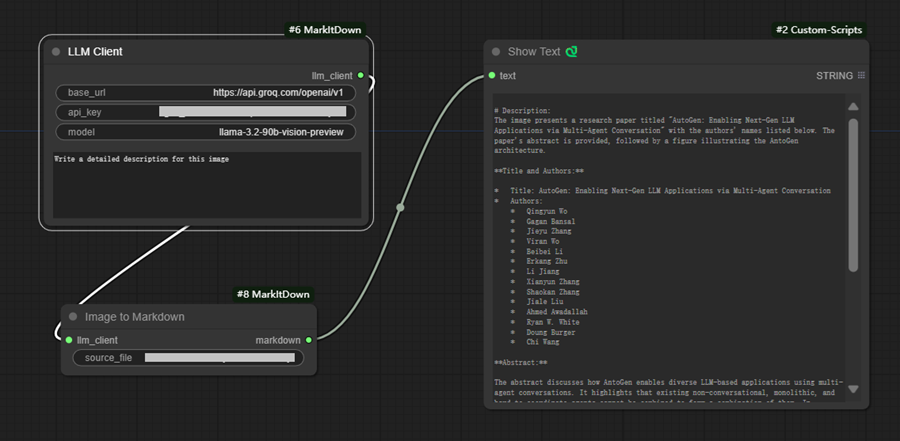 #6 MarkItDown
LLM Client
llm_client
base_url https://api.groq.com/openai/v1
api_key
model llama-3.2-90b-vision-preview
Write a detailed description for this image
#8 MarkItDown
Image to Markdown
llm_client markdown
source_file
#2 Custom-Scripts
Show Text
text STRING
# Description:
The image presents a research paper titled "AutoGen: Enabling Next-Gen LLM
Applications via Multi-Agent Conversation" with the authors' names listed below. The
paper's abstract is provided, followed by a figure illustrating the AutoGen
architecture.
**Title and Authors:**
* Title: AutoGen: Enabling Next-Gen LLM Applications via Multi-Agent Conversation
* Authors:
* Qingyun Wo
* Gagan Bansal
* Jieyu Zhang
* Yiran Wo
* Beibei Li
* Erkang Zhu
* Li Jiang
* Xianyun Zhang
* Shaokan Zhang
* Jiale Liu
* Ahmed Awadallah
* Ryan W. White
* Doung Burger
* Chi Wang
**Abstract:**
The abstract discusses how AutoGen enables diverse LLM-based applications using multi-
agent conversations. It highlights that existing non-conversational, monolithic, and